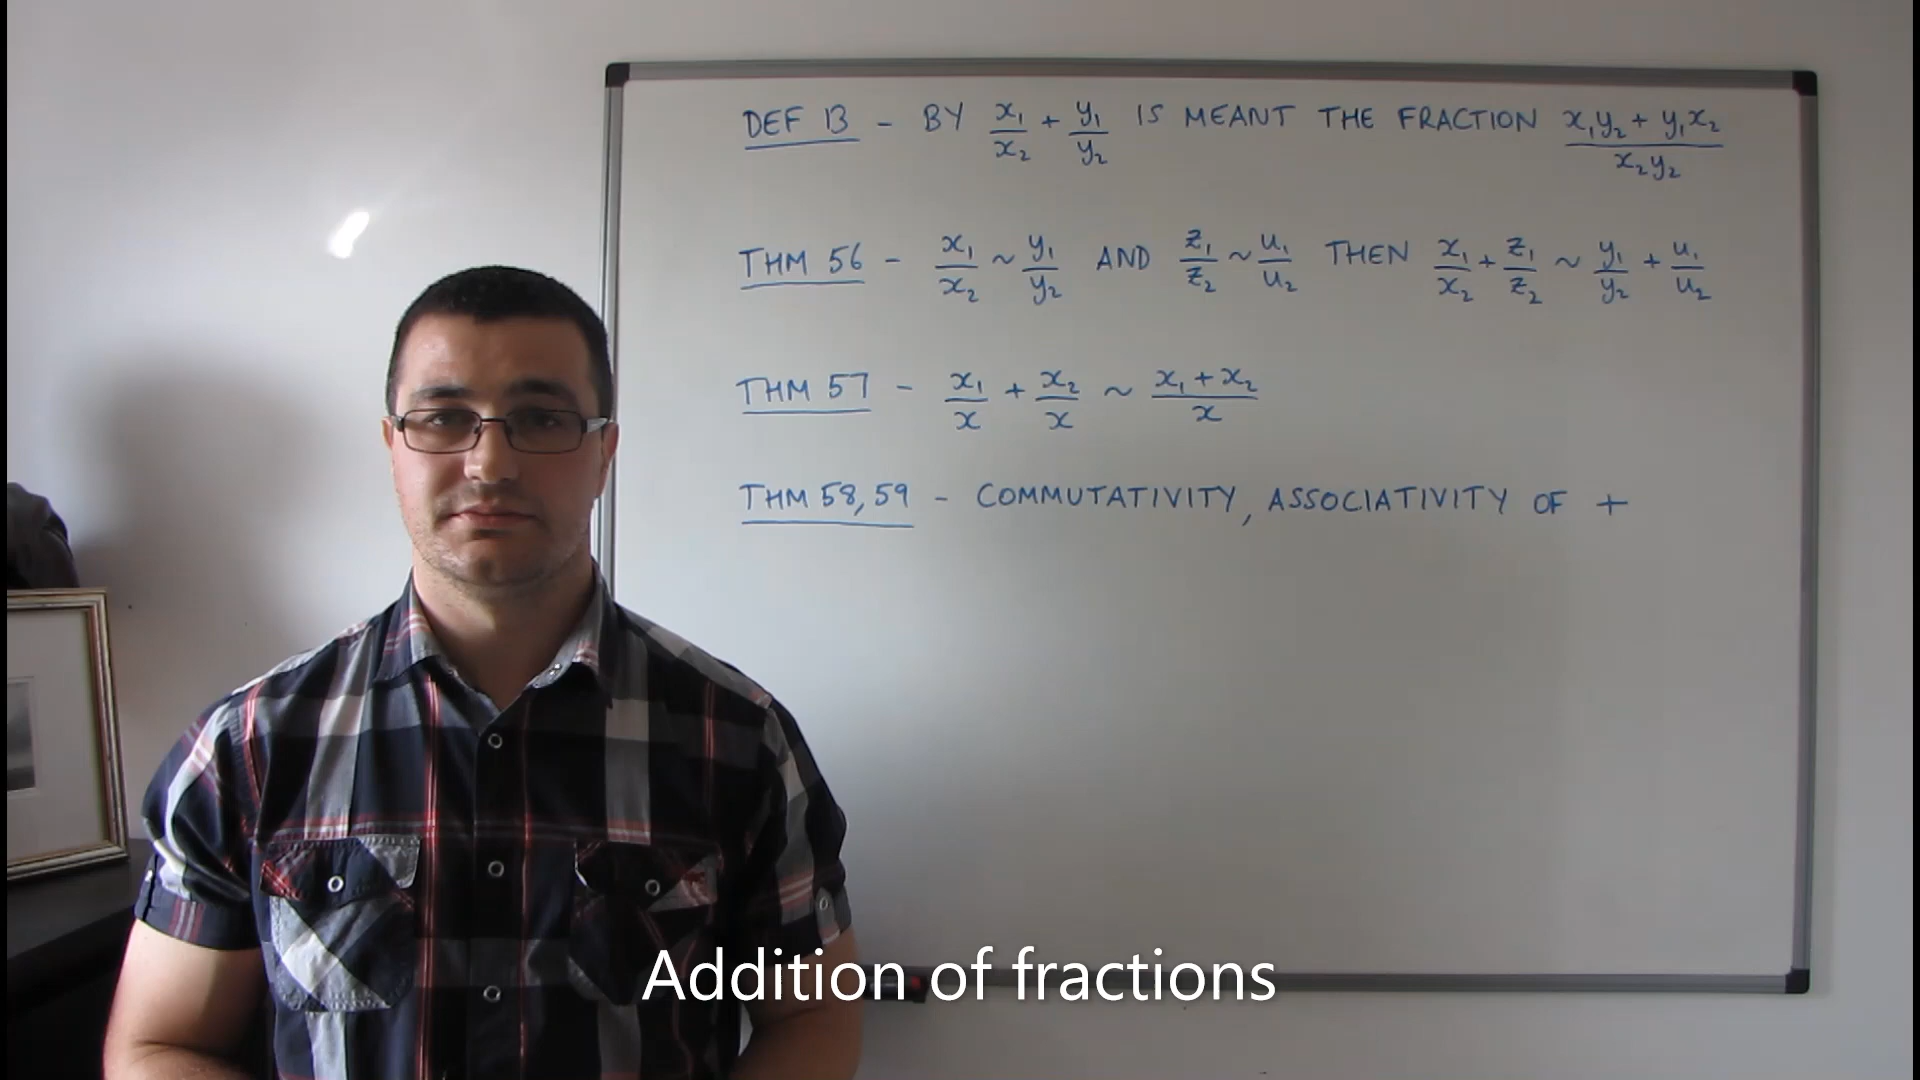 DEF 13 - BY x₁/x₂ + y₁/y₂ IS MEANT THE FRACTION (x₁y₂ + y₁x₂)/(x₂y₂)
THM 56 - x₁/x₂ ~ y₁/y₂ AND z₁/z₂ ~ u₁/u₂ THEN x₁/x₂ + z₁/z₂ ~ y₁/y₂ + u₁/u₂
THM 57 - x₁/x + x₂/x ~ (x₁ + x₂)/x
THM 58, 59 - COMMUTATIVITY, ASSOCIATIVITY OF +
Addition of fractions